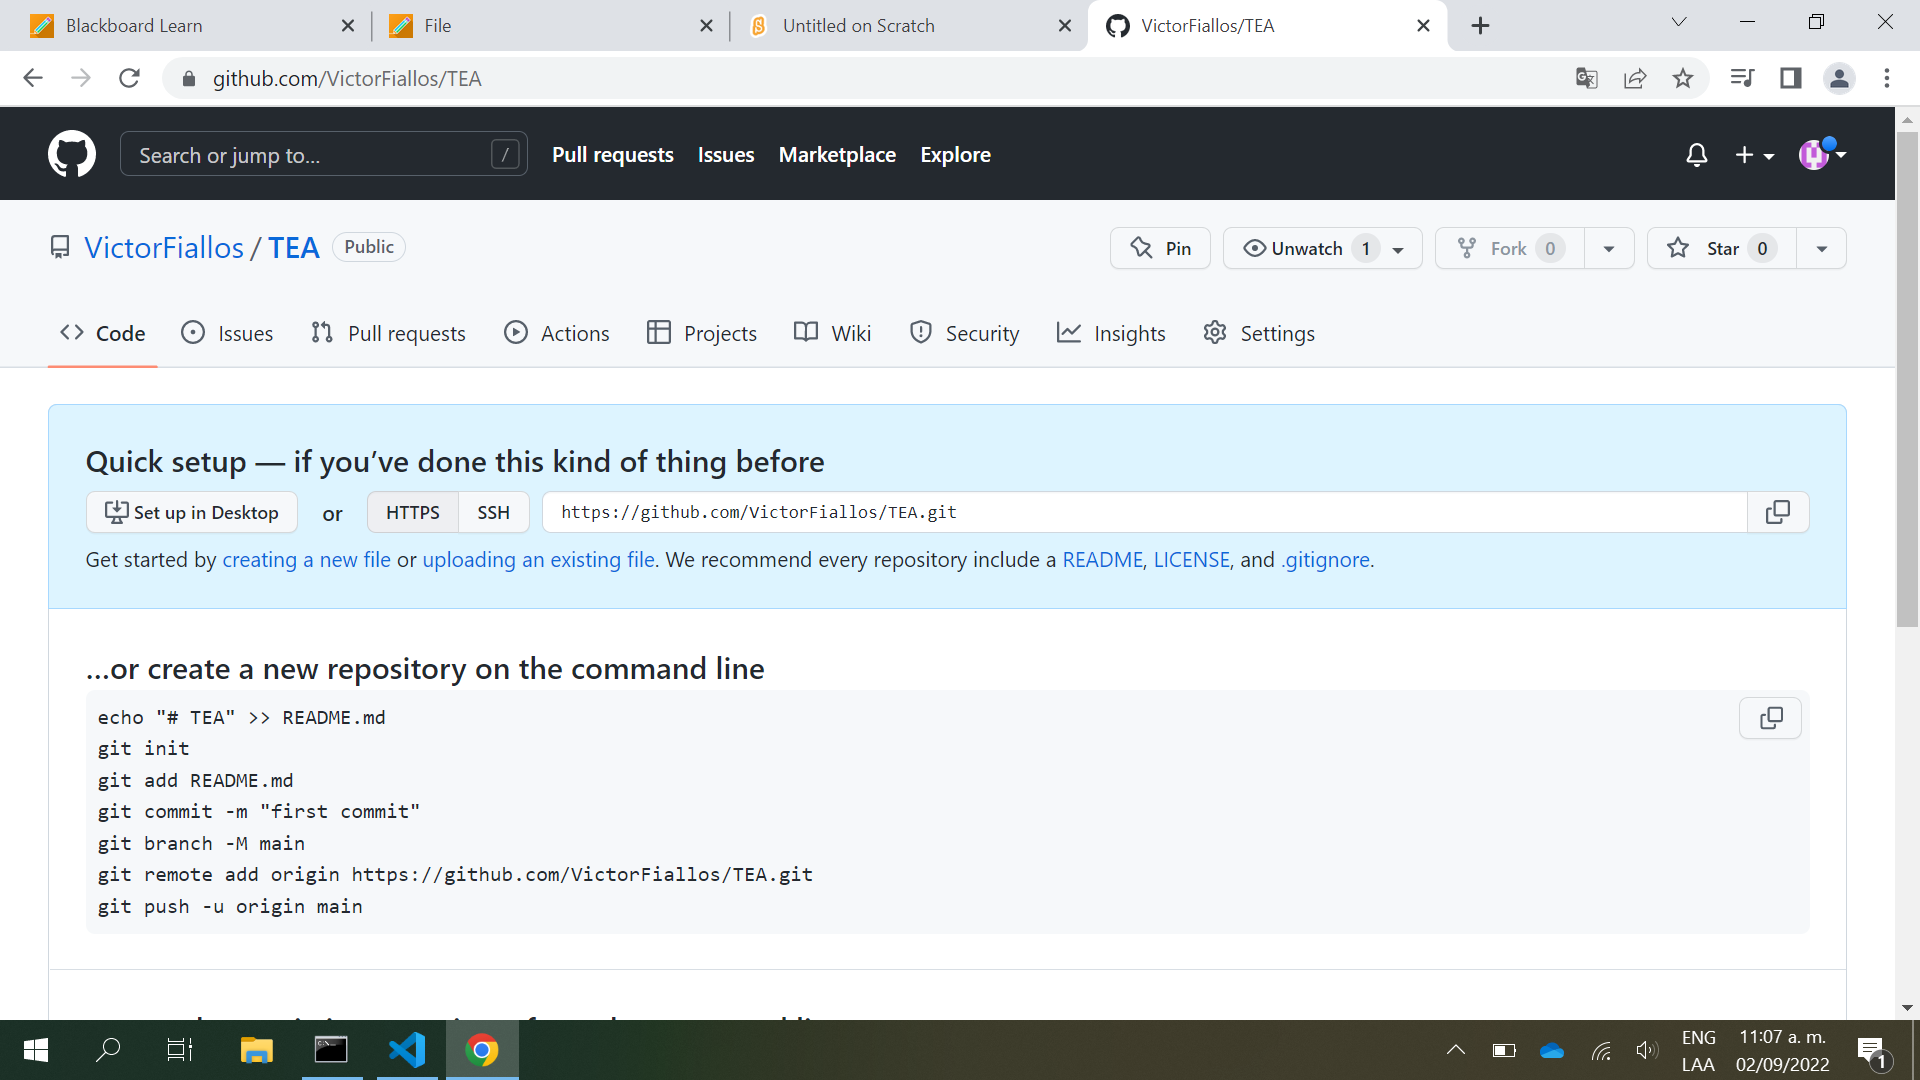 Blackboard Learn
File
Untitled on Scratch
VictorFiallos/TEA
github.com/VictorFiallos/TEA
Search or jump to... /
Pull requests
Issues
Marketplace
Explore
VictorFiallos / TEA Public
Pin
Unwatch 1
Fork 0
Star 0
Code
Issues
Pull requests
Actions
Projects
Wiki
Security
Insights
Settings
Quick setup — if you’ve done this kind of thing before
Set up in Desktop or HTTPS SSH https://github.com/VictorFiallos/TEA.git
Get started by creating a new file or uploading an existing file. We recommend every repository include a README, LICENSE, and .gitignore.
…or create a new repository on the command line
echo "# TEA" >> README.md
git init
git add README.md
git commit -m "first commit"
git branch -M main
git remote add origin https://github.com/VictorFiallos/TEA.git
git push -u origin main
ENG
LAA
11:07 a. m.
02/09/2022
1